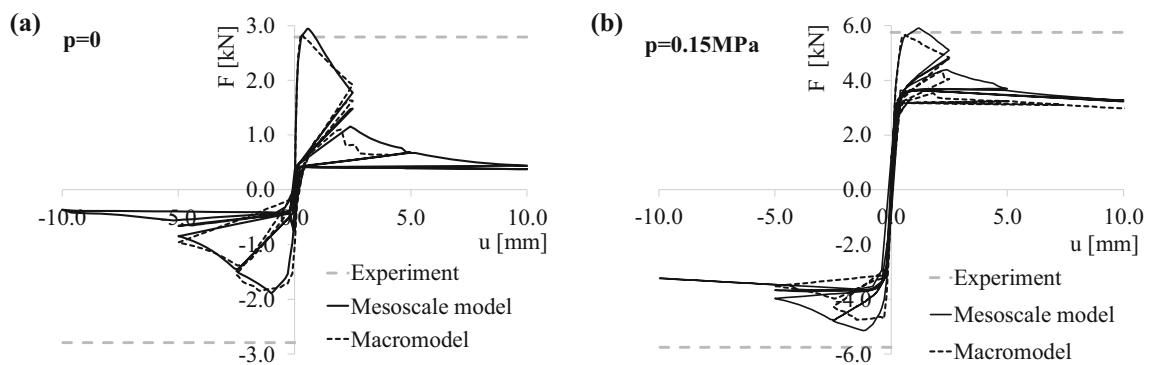 (a)
p=0
F [kN]
3.0
2.0
1.0
0.0
-1.0
-2.0
-3.0
-10.0 -5.0 0.0 5.0 10.0
u [mm]
Experiment
Mesoscale model
Macromodel
(b)
p=0.15MPa
F [kN]
6.0
4.0
2.0
0.0
-2.0
-4.0
-6.0
-10.0 -5.0 0.0 5.0 10.0
u [mm]
Experiment
Mesoscale model
Macromodel